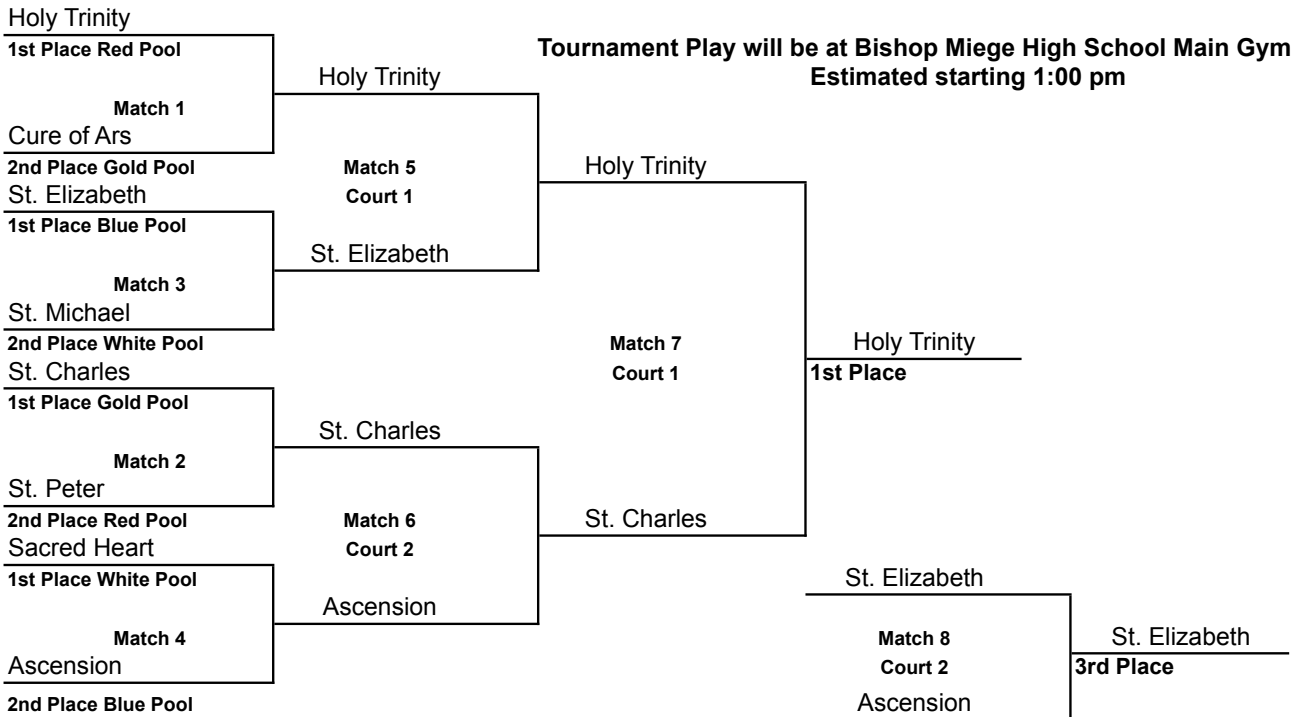 Holy Trinity
1st Place Red Pool
Tournament Play will be at Bishop Miege High School Main Gym
Estimated starting 1:00 pm
Holy Trinity
Match 1
Cure of Ars
2nd Place Gold Pool
Match 5
Holy Trinity
St. Elizabeth
Court 1
1st Place Blue Pool
St. Elizabeth
Match 3
St. Michael
2nd Place White Pool
Match 7
Holy Trinity
St. Charles
Court 1
1st Place
1st Place Gold Pool
St. Charles
Match 2
St. Peter
2nd Place Red Pool
Match 6
St. Charles
Sacred Heart
Court 2
1st Place White Pool
St. Elizabeth
Ascension
Match 4
Match 8
St. Elizabeth
Ascension
Court 2
3rd Place
2nd Place Blue Pool
Ascension